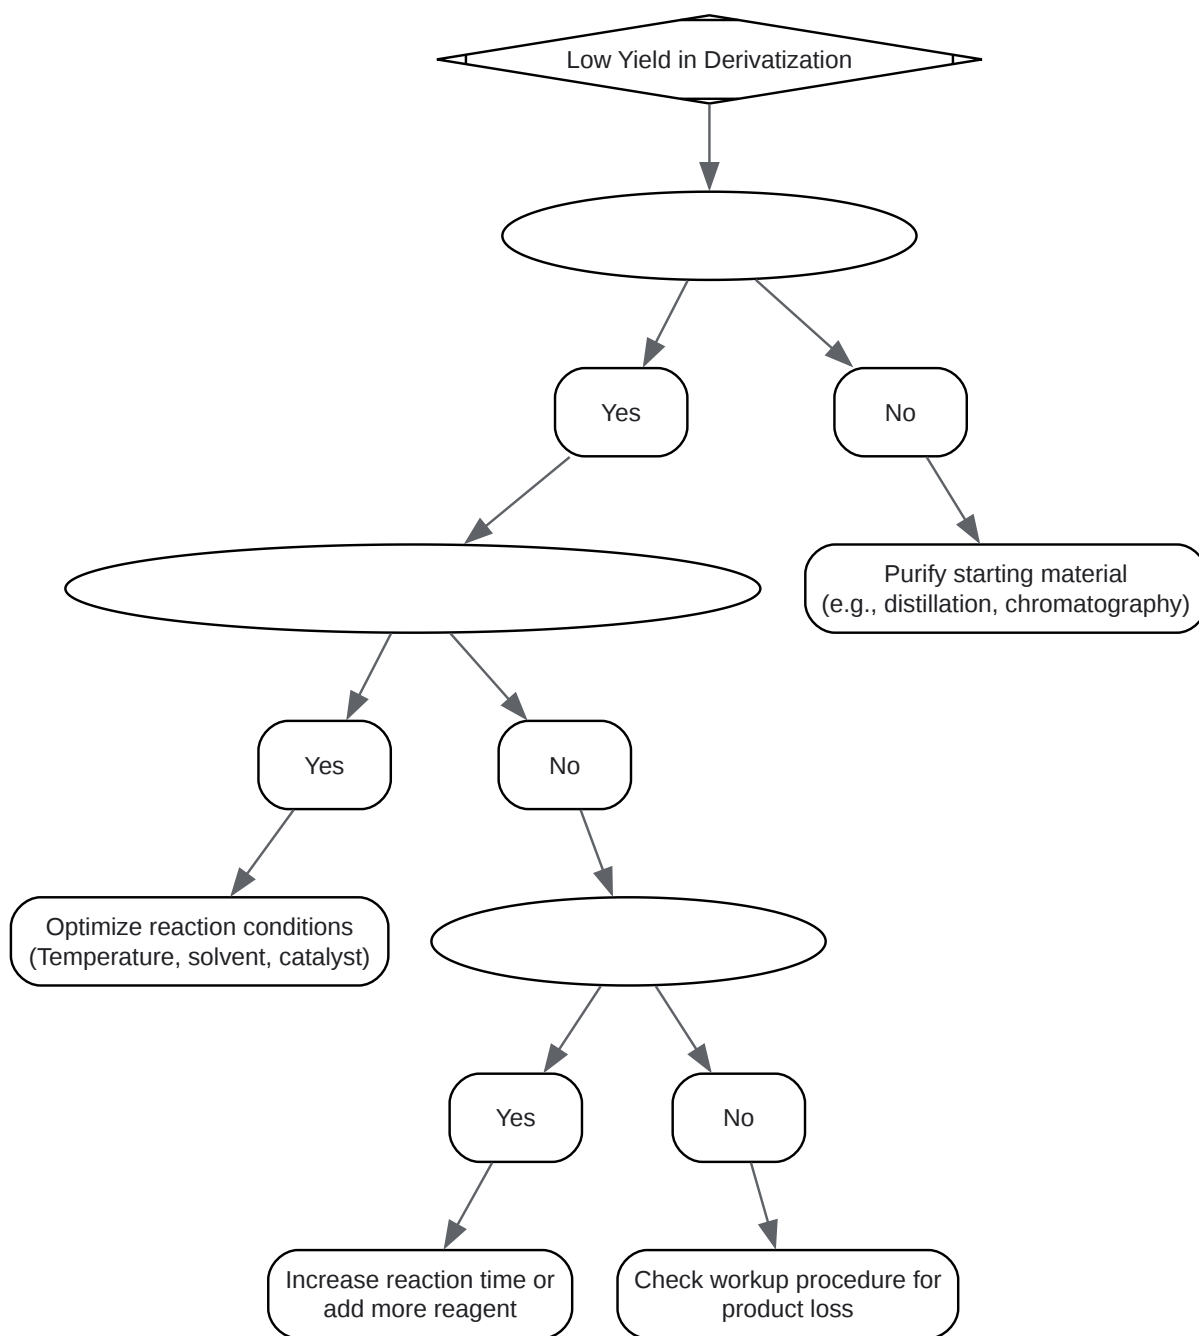 Low Yield in Derivatization
Yes
No
Purify starting material
(e.g., distillation, chromatography)
Yes
No
Optimize reaction conditions
(Temperature, solvent, catalyst)
Yes
No
Increase reaction time or
add more reagent
Check workup procedure for
product loss